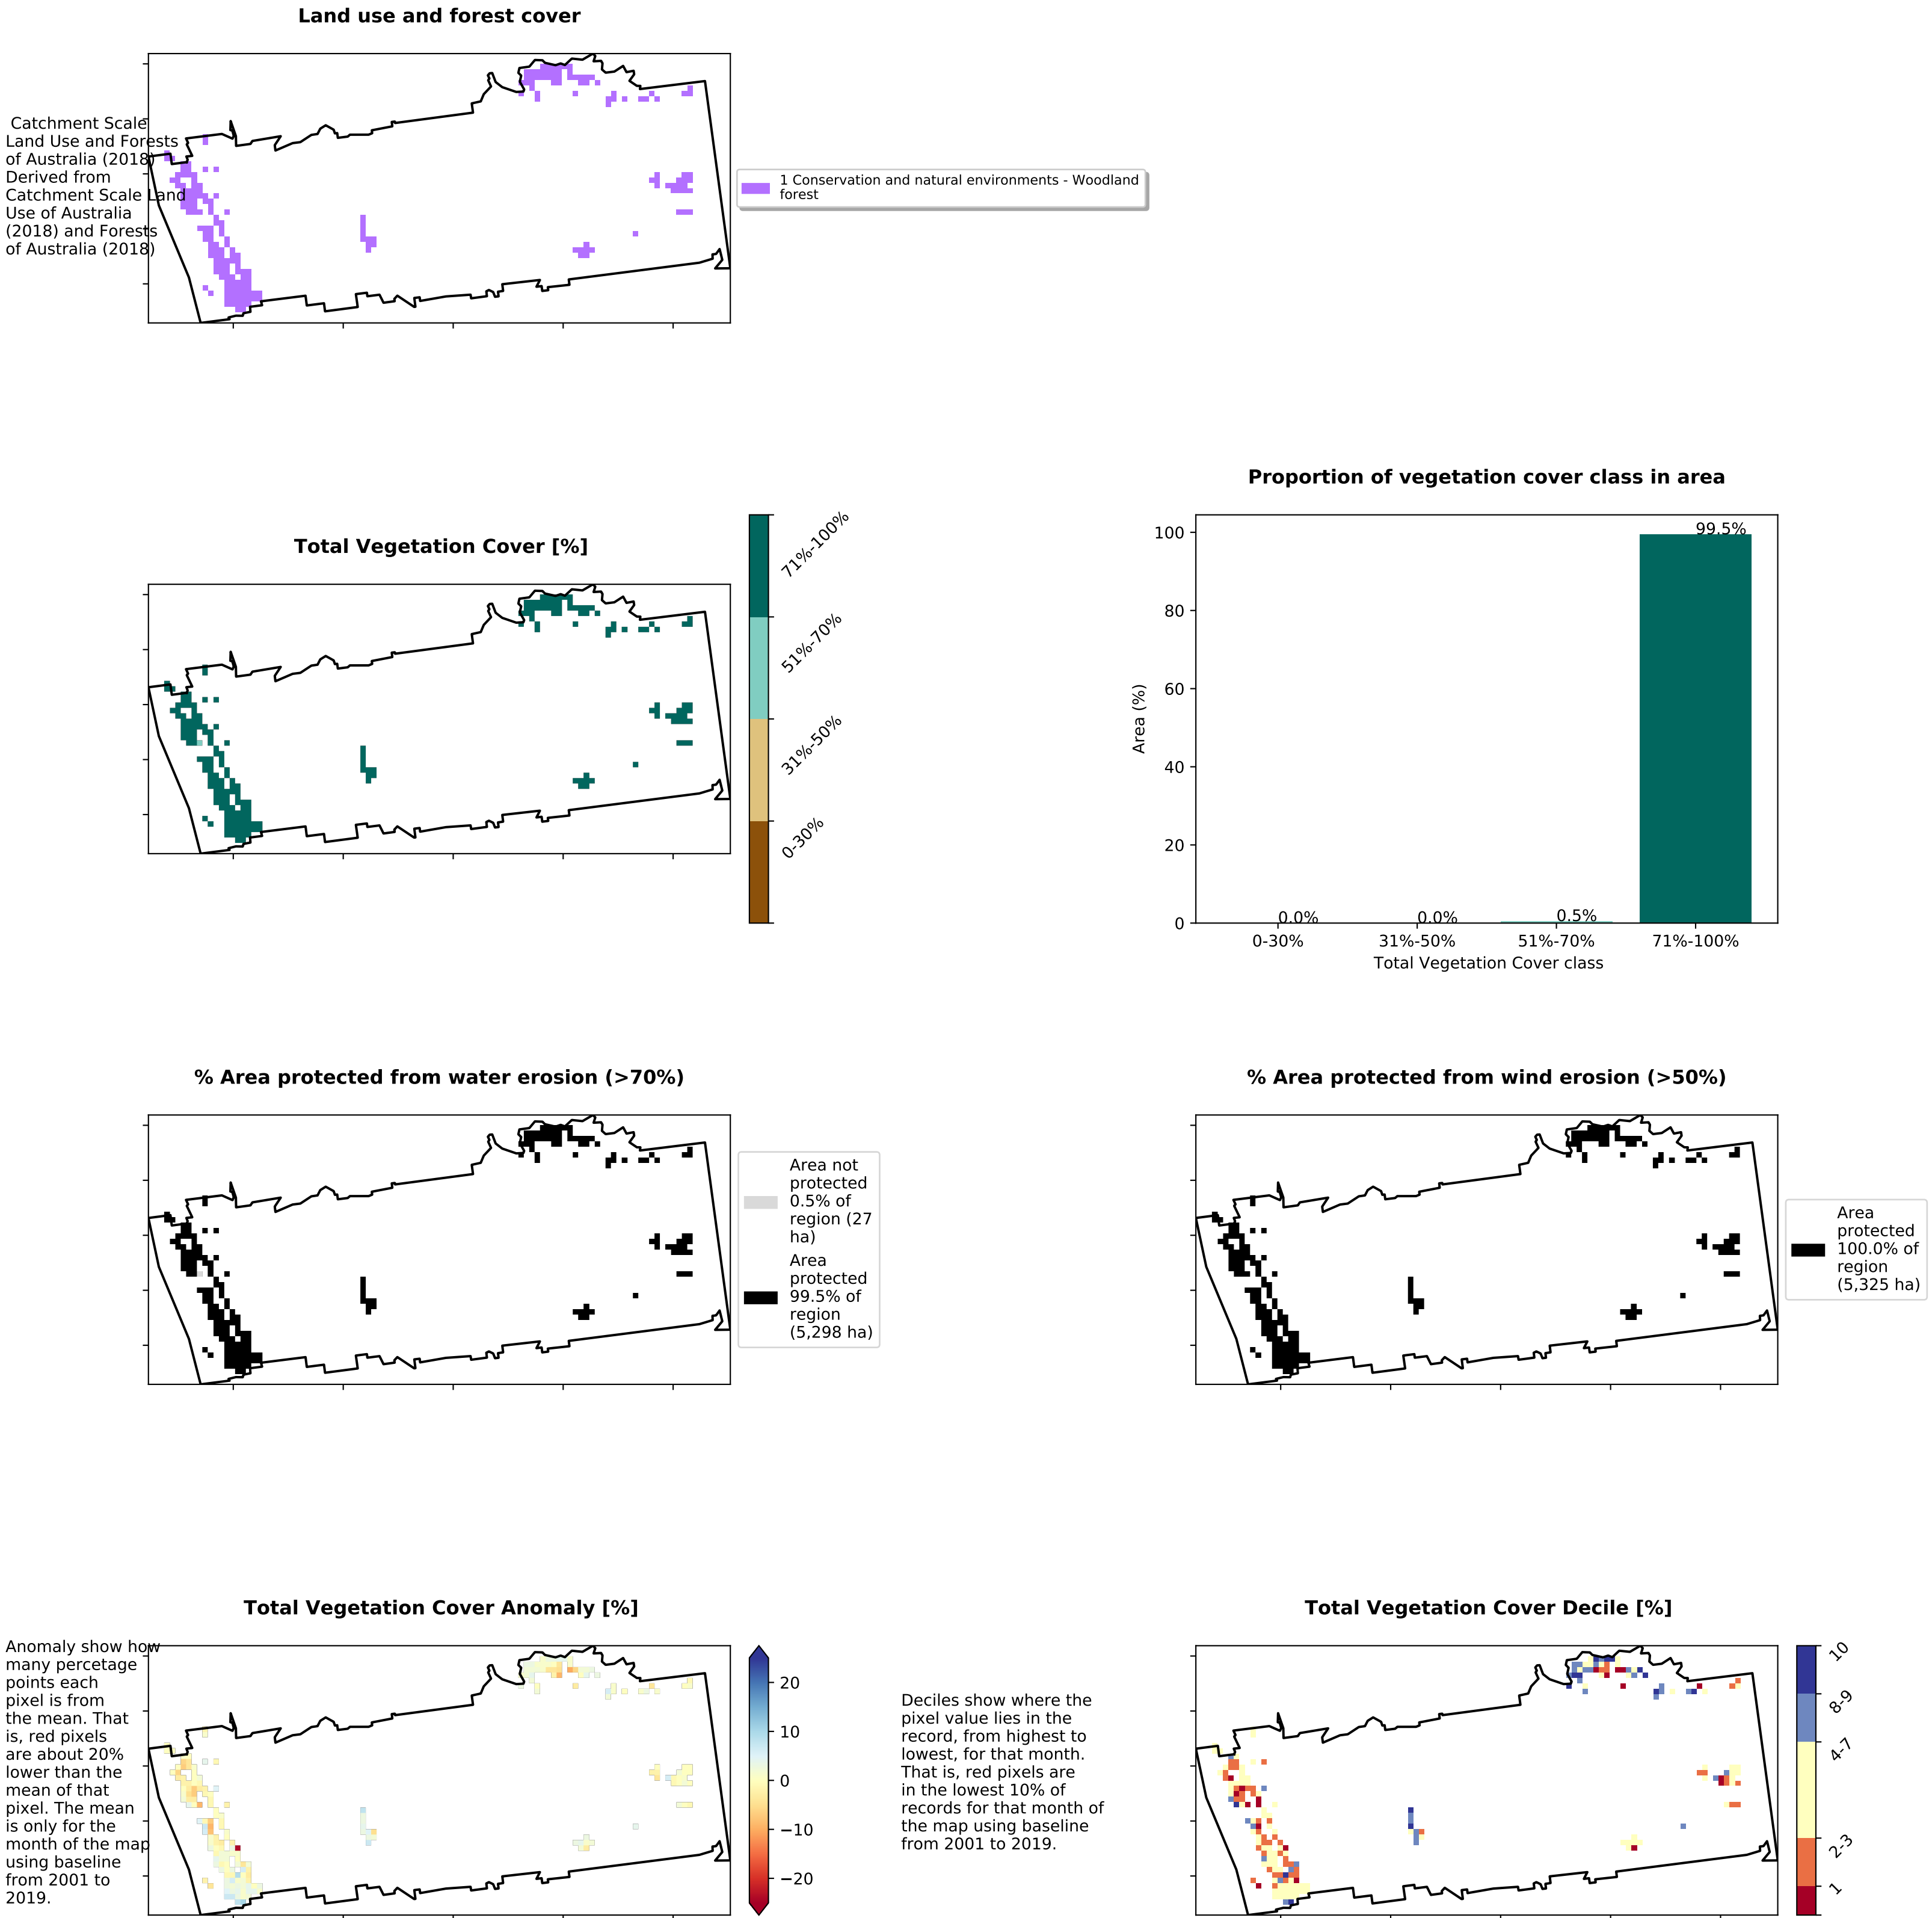 Land use and forest cover
Catchment Scale
Land Use and Forests
of Australia (2018)
Derived from
Catchment Scale Land
Use of Australia
(2018) and Forests
of Australia (2018)
1 Conservation and natural environments - Woodland
forest
Total Vegetation Cover [%]
71%-100%
51%-70%
31%-50%
0-30%
Proportion of vegetation cover class in area
Area (%)
100
80
60
40
20
0
0.0%
0.0%
0.5%
99.5%
0-30%
31%-50%
51%-70%
71%-100%
Total Vegetation Cover class
% Area protected from water erosion (>70%)
Area not
protected
0.5% of
region (27
ha)
Area
protected
99.5% of
region
(5,298 ha)
% Area protected from wind erosion (>50%)
Area
protected
100.0% of
region
(5,325 ha)
Total Vegetation Cover Anomaly [%]
Anomaly show how
many percetage
points each
pixel is from
the mean. That
is, red pixels
are about 20%
lower than the
mean of that
pixel. The mean
is only for the
month of the map
using baseline
from 2001 to
2019.
20
10
0
−10
−20
Total Vegetation Cover Decile [%]
Deciles show where the
pixel value lies in the
record, from highest to
lowest, for that month.
That is, red pixels are
in the lowest 10% of
records for that month of
the map using baseline
from 2001 to 2019.
10
8-9
4-7
2-3
1